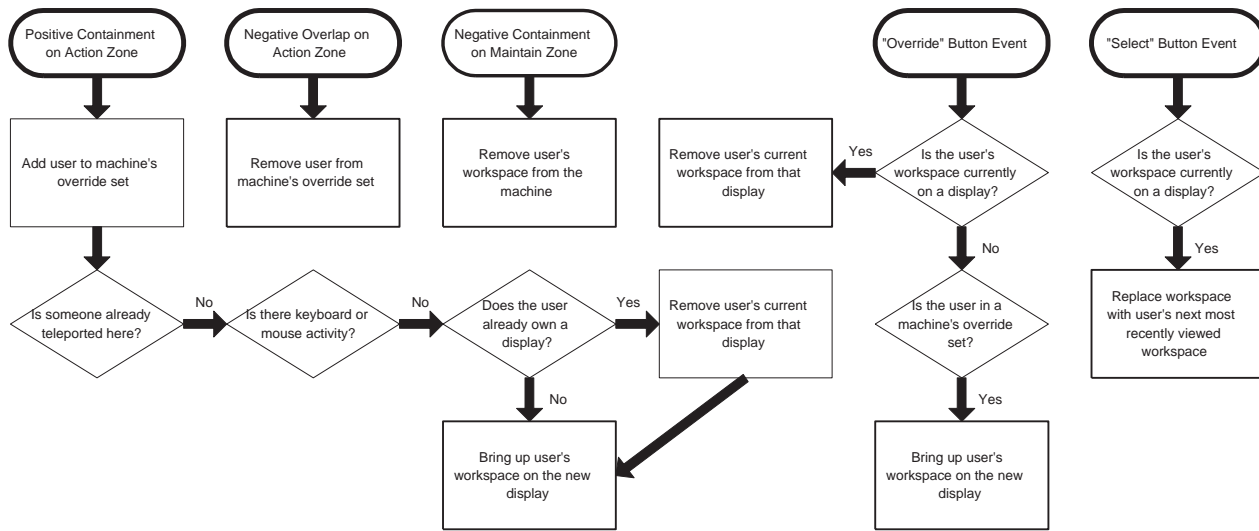 Positive Containment
on Action Zone
Negative Overlap on
Action Zone
Negative Containment
on Maintain Zone
"Override" Button Event
"Select" Button Event
Add user to machine's
override set
Remove user from
machine's override set
Remove user's
workspace from the
machine
Remove user's current
workspace from that
display
Yes
Is the user's
workspace currently
on a display?
Is the user's
workspace currently
on a display?
No
Yes
Is someone already
teleported here?
No
Is there keyboard or
mouse activity?
No
Does the user
already own a
display?
Yes
Remove user's current
workspace from that
display
Is the user in a
machine's override
set?
Replace workspace
with user's next most
recently viewed
workspace
No
Yes
Bring up user's
workspace on the new
display
Bring up user's
workspace on the new
display